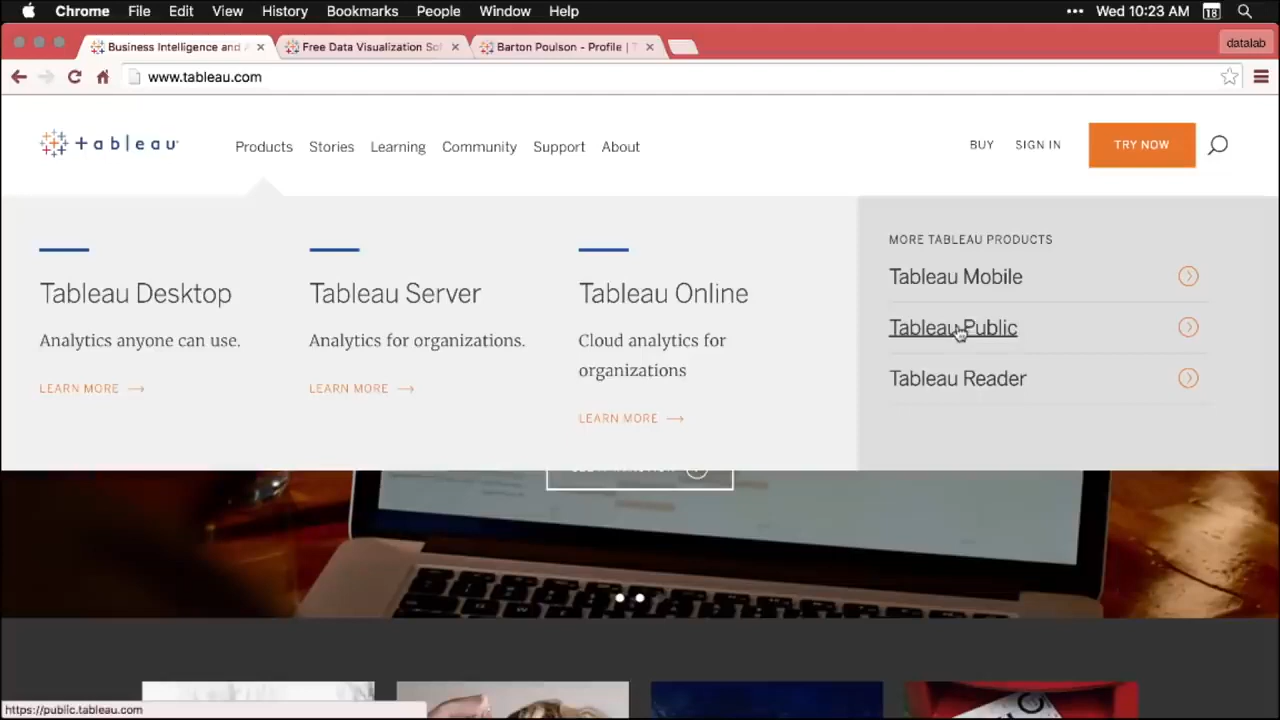 Chrome File Edit View History Bookmarks People Window Help ••• Wed 10:23 AM 18
Business Intelligence and A Free Data Visualization Sof Barton Poulson - Profile | T datalab
www.tableau.com
tableau Products Stories Learning Community Support About BUY SIGN IN TRY NOW
MORE TABLEAU PRODUCTS
Tableau Mobile
Tableau Public
Tableau Reader
Tableau Desktop
Analytics anyone can use.
LEARN MORE →
Tableau Server
Analytics for organizations.
LEARN MORE →
Tableau Online
Cloud analytics for
organizations
LEARN MORE →
https://public.tableau.com